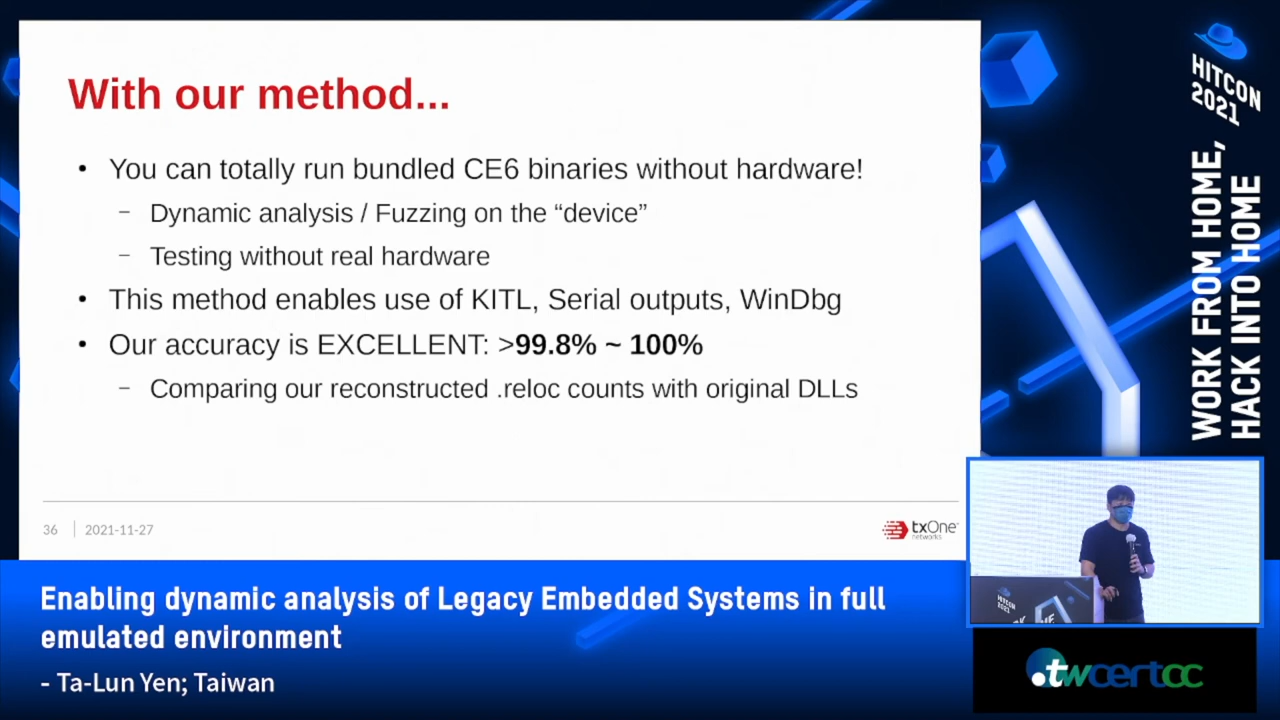 With our method...
• You can totally run bundled CE6 binaries without hardware!
– Dynamic analysis / Fuzzing on the “device”
– Testing without real hardware
• This method enables use of KITL, Serial outputs, WinDbg
• Our accuracy is EXCELLENT: >99.8% ~ 100%
– Comparing our reconstructed .reloc counts with original DLLs
36
2021-11-27
txOne
networks
HITCON
2021
WORK FROM HOME,
HACK INTO HOME
HITCON
Enabling dynamic analysis of Legacy Embedded Systems in full
emulated environment
- Ta-Lun Yen; Taiwan
.twcertcc